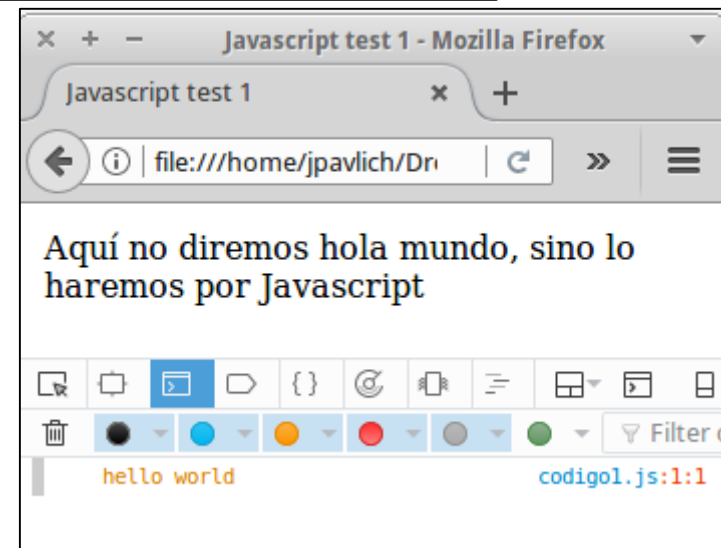 Javascript test 1 - Mozilla Firefox
Javascript test 1
file:///home/jpavlich/Dr
Aquí no diremos hola mundo, sino lo
haremos por Javascript
Filter
hello world codigo1.js:1:1